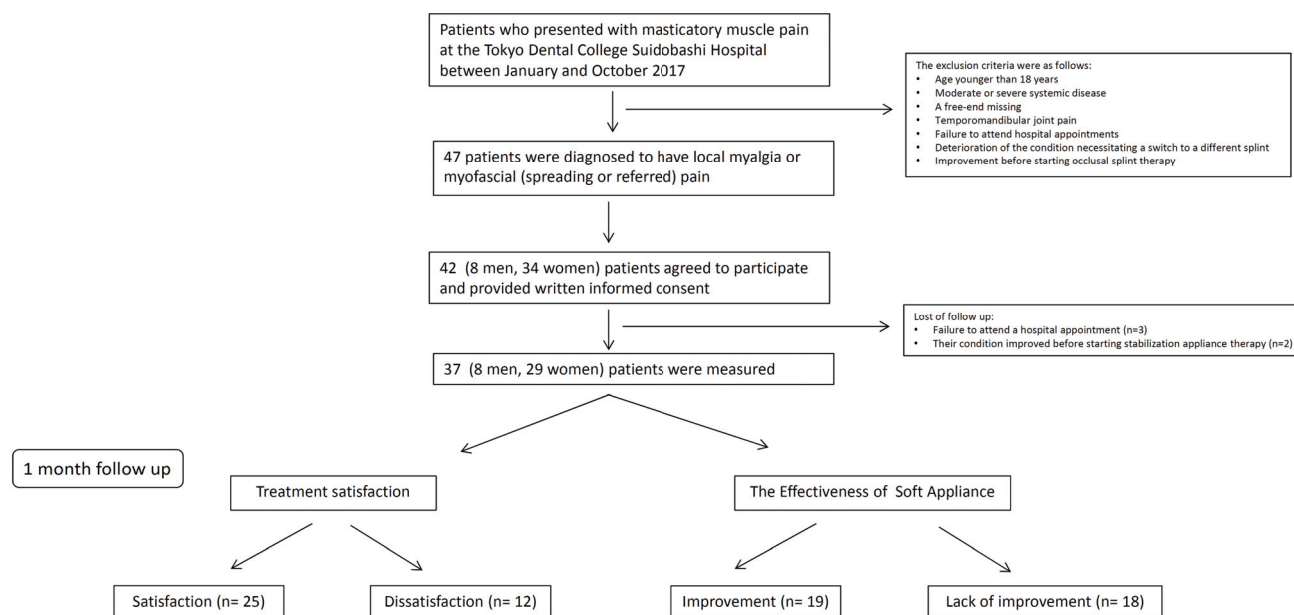 Patients who presented with masticatory muscle pain
at the Tokyo Dental College Suidobashi Hospital
between January and October 2017
The exclusion criteria were as follows:
• Age younger than 18 years
• Moderate or severe systemic disease
• A free-end missing
• Temporomandibular joint pain
• Failure to attend hospital appointments
• Deterioration of the condition necessitating a switch to a different splint
• Improvement before starting occlusal splint therapy
47 patients were diagnosed to have local myalgia or
myofascial (spreading or referred) pain
42 (8 men, 34 women) patients agreed to participate
and provided written informed consent
Lost of follow up:
• Failure to attend a hospital appointment (n=3)
• Their condition improved before starting stabilization appliance therapy (n=2)
37 (8 men, 29 women) patients were measured
1 month follow up
Treatment satisfaction
The Effectiveness of Soft Appliance
Satisfaction (n= 25)
Dissatisfaction (n= 12)
Improvement (n= 19)
Lack of improvement (n= 18)